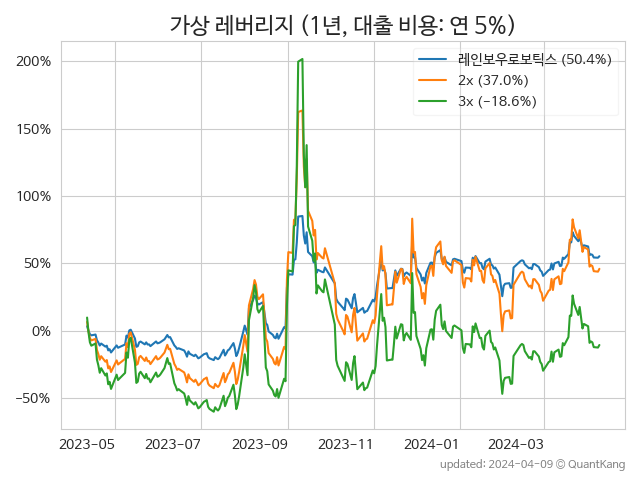 가상 레버리지 (1년, 대출 비용: 연 5%)
200%
150%
100%
50%
0%
−50%
레인보우로보틱스 (50.4%)
2x (37.0%)
3x (−18.6%)
2023-05 2023-07 2023-09 2023-11 2024-01 2024-03
updated: 2024-04-09 © QuantKang